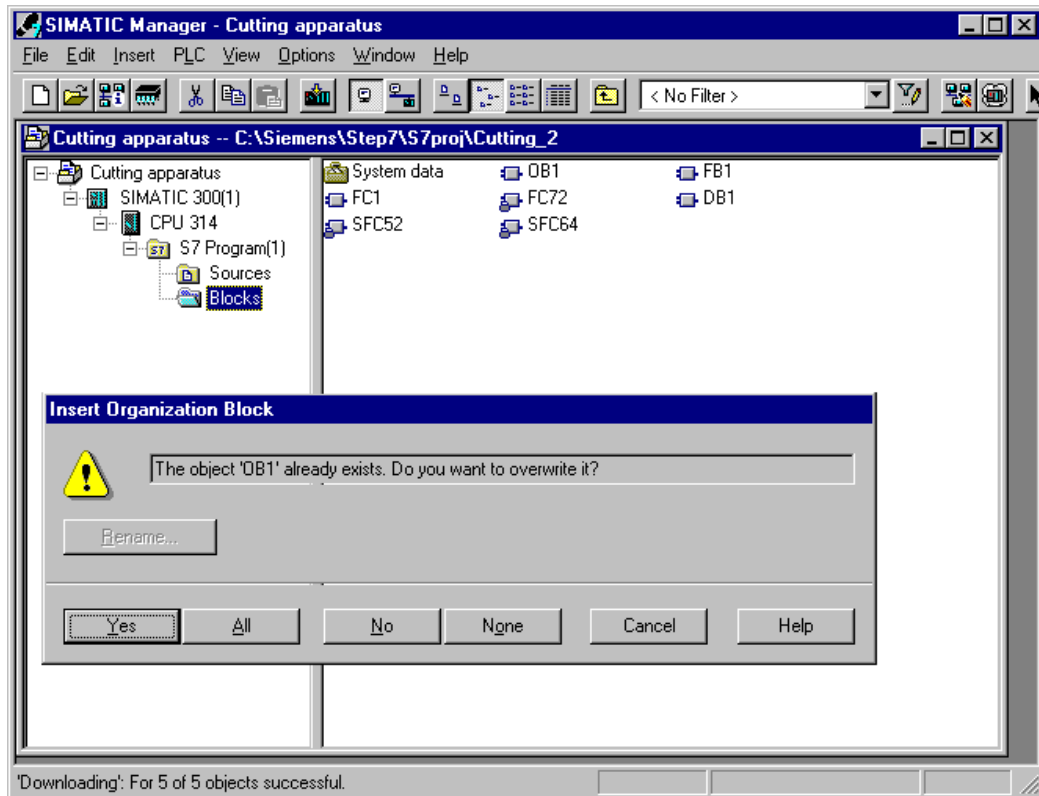 SIMATIC Manager - Cutting apparatus
File Edit Insert PLC View Options Window Help
< No Filter >
Cutting apparatus -- C:\Siemens\Step7\S7proj\Cutting_2
Cutting apparatus
SIMATIC 300(1)
CPU 314
S7 Program(1)
Sources
Blocks
System data OB1 FB1
FC1 FC72 DB1
SFC52 SFC64
Insert Organization Block
The object 'OB1' already exists. Do you want to overwrite it?
Rename...
Yes All No None Cancel Help
'Downloading': For 5 of 5 objects successful.